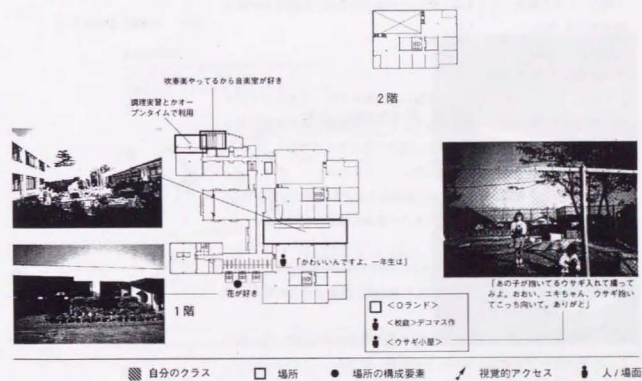 2階
吹奏楽やってるから音楽室が好き
調理実習とかオー
プンタイムで利用
「かわいいんですよ、一年生は」
花が好き
1階
「あの子が抱いてるウサギ入れて撮って
みよ。おおい、ユキちゃん、ウサギ抱い
てこっち向いて。ありがと」
<Oランド>
<校庭>デコマス作
<ウサギ小屋>
自分のクラス
場所
場所の構成要素
視覚的アクセス
人/場面